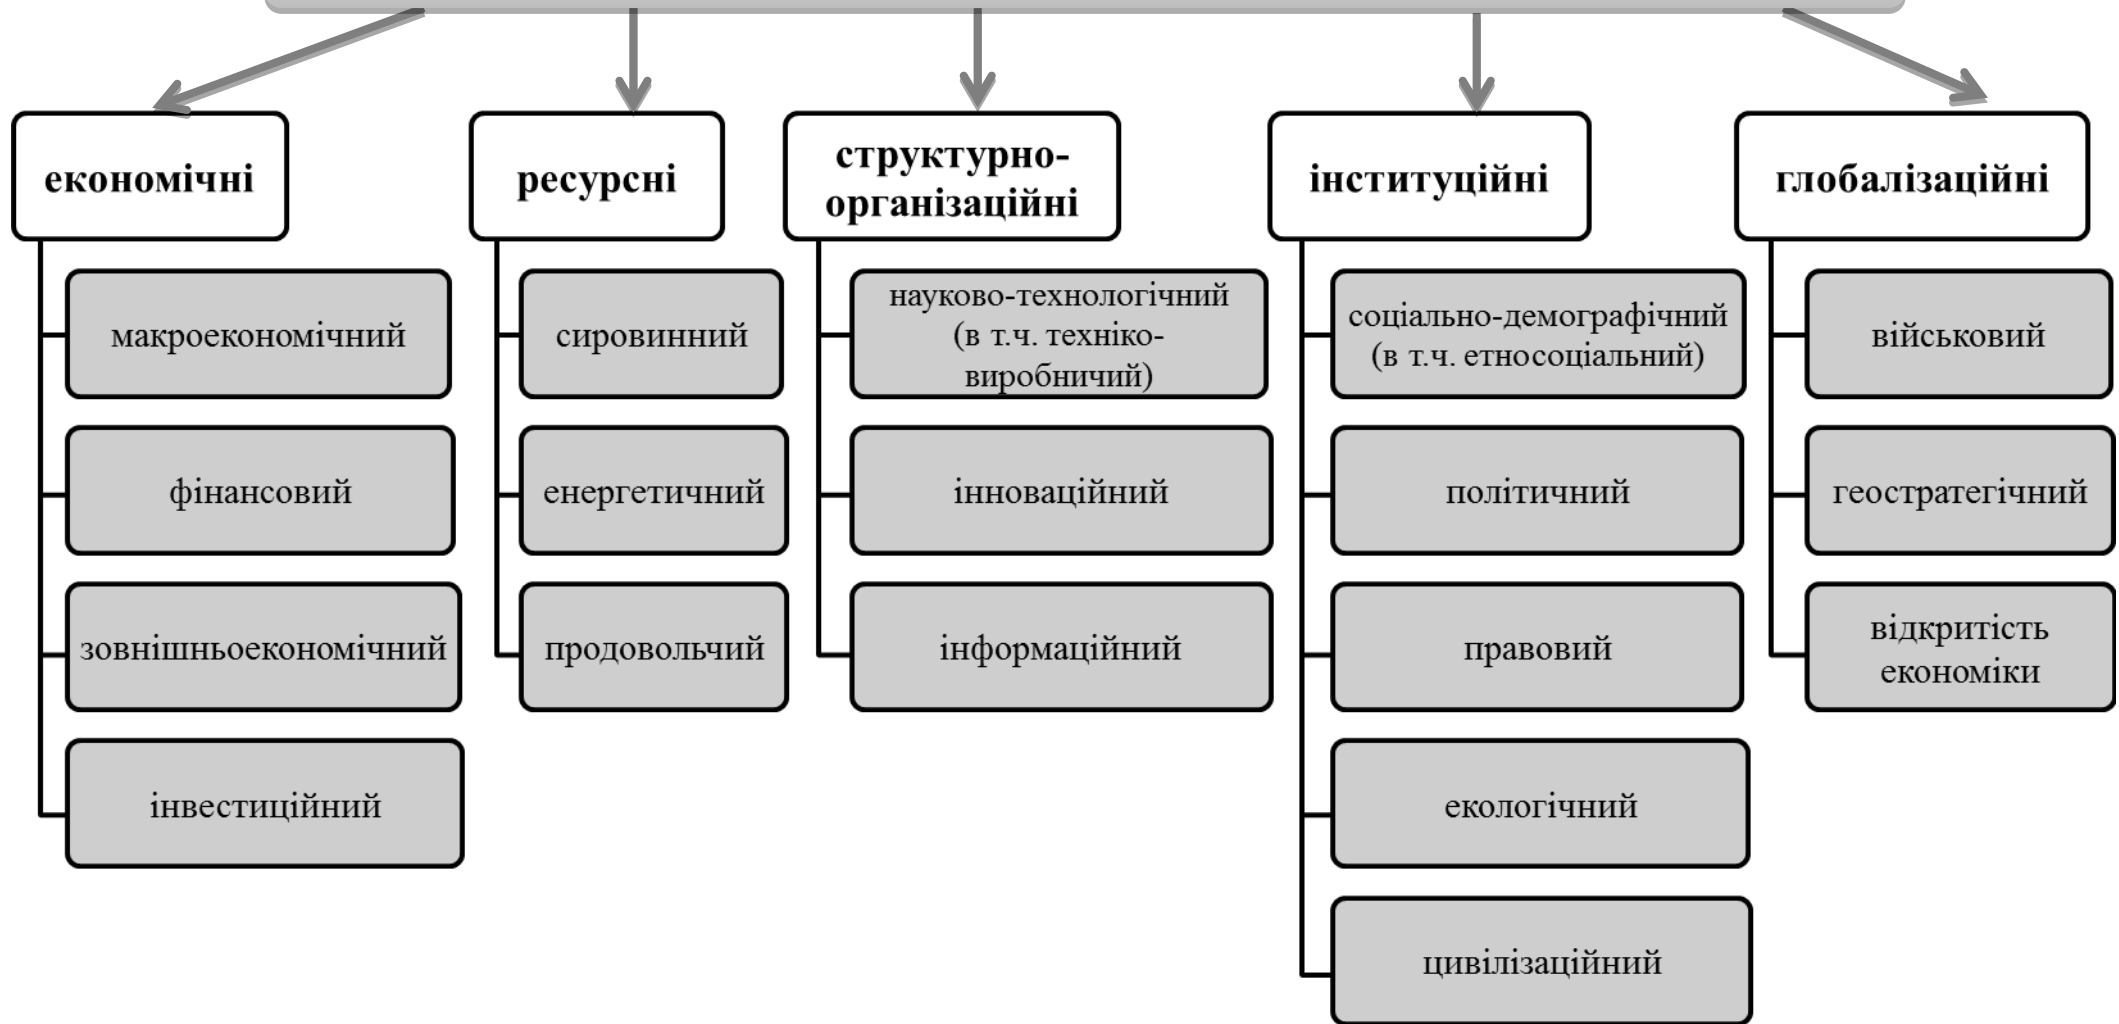 економічні
макроекономічний
фінансовий
зовнішньоекономічний
інвестиційний
ресурсні
сировинний
енергетичний
продовольчий
структурно-
організаційні
науково-технологічний
(в т.ч. техніко-
виробничий)
інноваційний
інформаційний
інституційні
соціально-демографічний
(в т.ч. етносоціальний)
політичний
правовий
екологічний
цивілізаційний
глобалізаційні
військовий
геостратегічний
відкритість
економіки